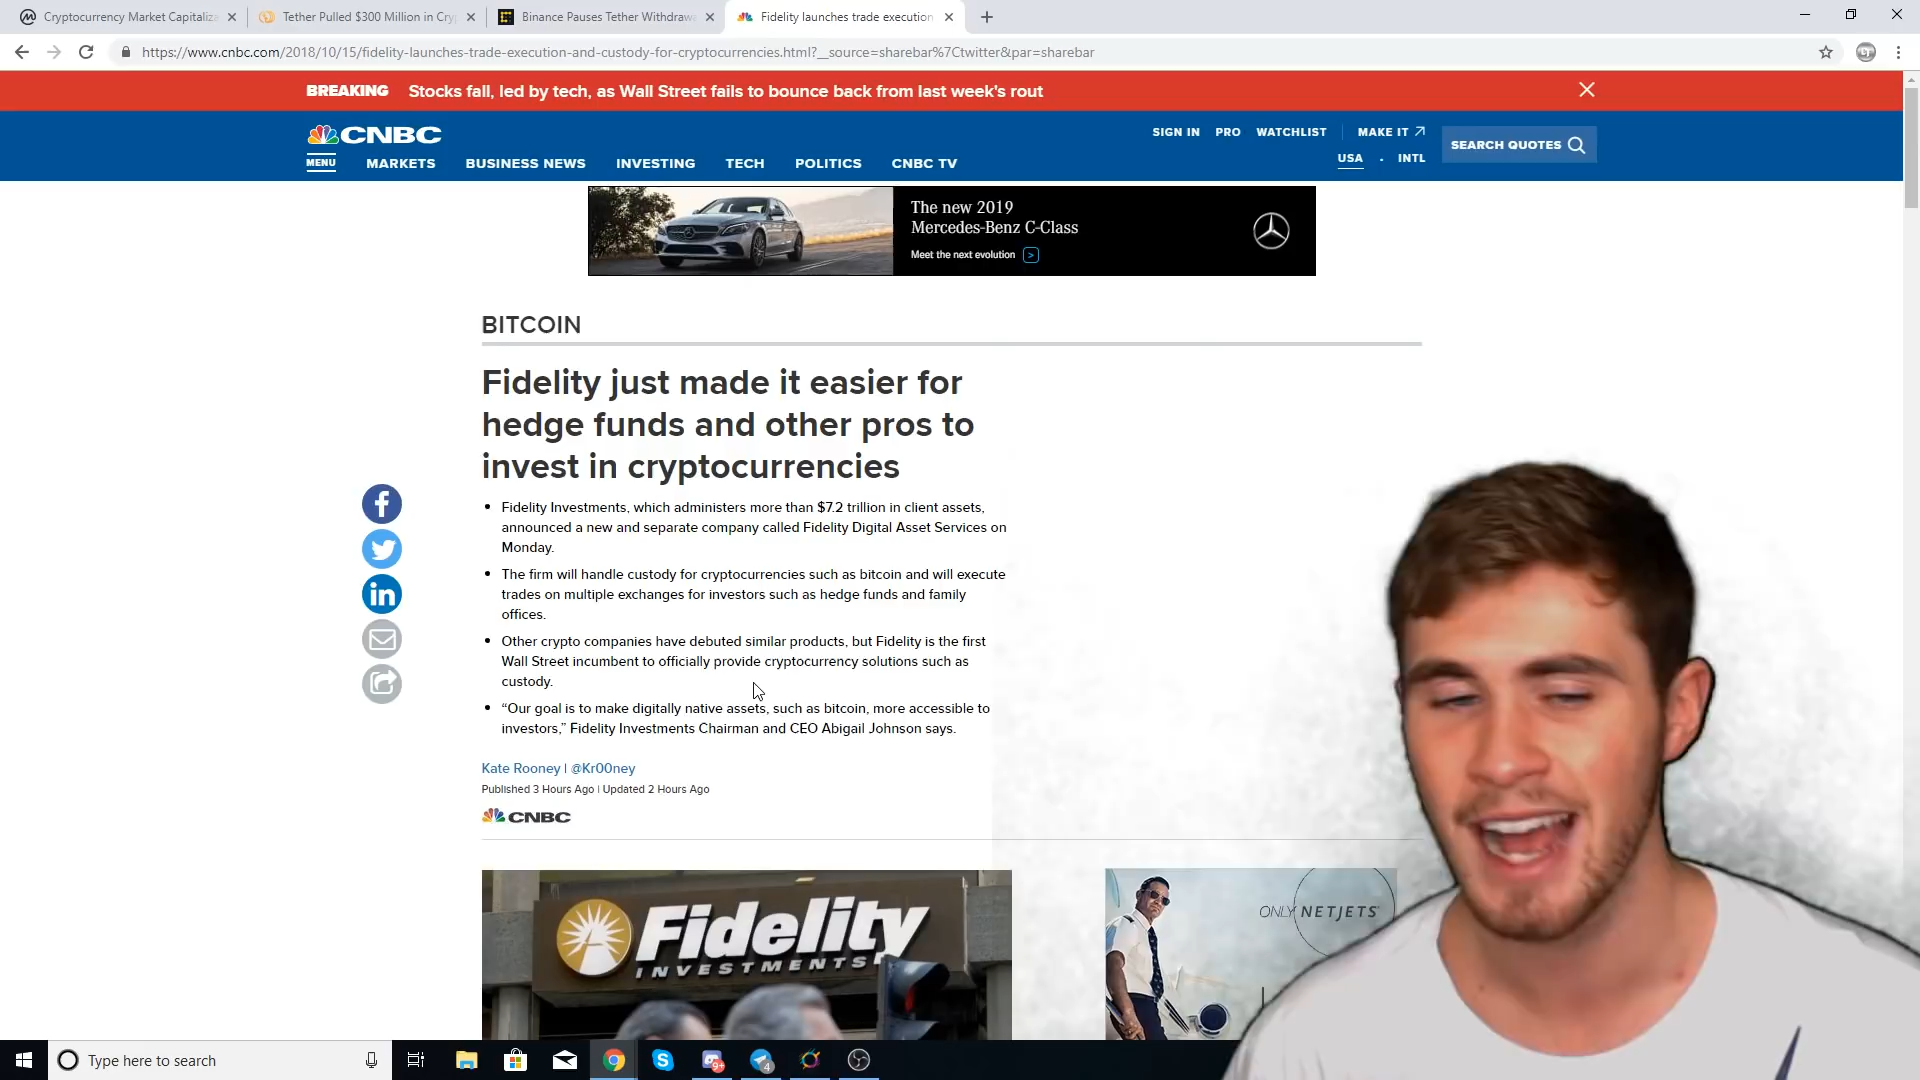 Cryptocurrency Market Capitaliza
Tether Pulled $300 Million in Cry
Binance Pauses Tether Withdraw
Fidelity launches trade execution
https://www.cnbc.com/2018/10/15/fidelity-launches-trade-execution-and-custody-for-cryptocurrencies.html?__source=sharebar%7Ctwitter&par=sharebar
BREAKING Stocks fall, led by tech, as Wall Street fails to bounce back from last week's rout
CNBC
SIGN IN PRO WATCHLIST MAKE IT
SEARCH QUOTES
USA · INTL
MENU MARKETS BUSINESS NEWS INVESTING TECH POLITICS CNBC TV
The new 2019
Mercedes-Benz C-Class
Meet the next evolution >
BITCOIN
Fidelity just made it easier for
hedge funds and other pros to
invest in cryptocurrencies
• Fidelity Investments, which administers more than $7.2 trillion in client assets,
announced a new and separate company called Fidelity Digital Asset Services on
Monday.
• The firm will handle custody for cryptocurrencies such as bitcoin and will execute
trades on multiple exchanges for investors such as hedge funds and family
offices.
• Other crypto companies have debuted similar products, but Fidelity is the first
Wall Street incumbent to officially provide cryptocurrency solutions such as
custody.
• “Our goal is to make digitally native assets, such as bitcoin, more accessible to
investors,” Fidelity Investments Chairman and CEO Abigail Johnson says.
Kate Rooney | @Kr00ney
Published 3 Hours Ago | Updated 2 Hours Ago
CNBC
Fidelity
INVESTMENTS
ONLY NETJETS
Type here to search
9+
4